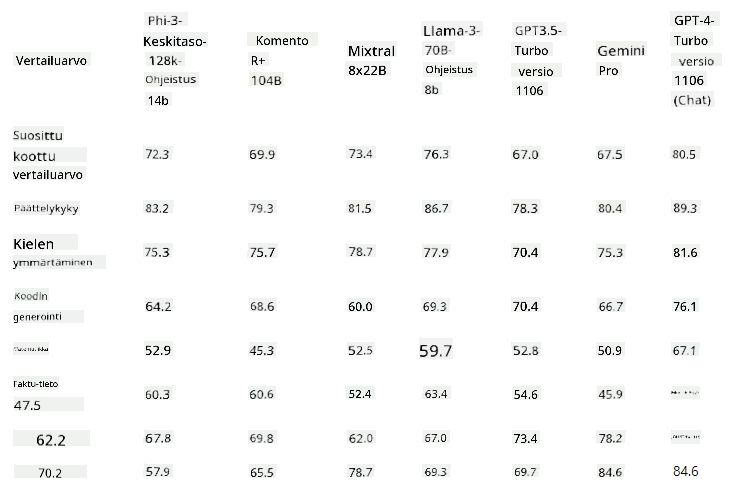 Vertailuarvo Phi-3-Keskitaso-128k-Ohjeistus 14b Komento R+ 104B Mixtral 8x22B Llama-3-70B-Ohjeistus 8b GPT3.5-Turbo versio 1106 Gemini Pro GPT-4-Turbo versio 1106 (Chat)
Suosittu koottu vertailuarvo 72.3 69.9 73.4 76.3 67.0 67.5 80.5
Päättelykyky 83.2 79.3 81.5 86.7 78.3 80.4 89.3
Kielen ymmärtäminen 75.3 75.7 78.7 77.9 70.4 75.3 81.6
Koodin generointi 64.2 68.6 60.0 69.3 70.4 66.7 76.1
52.9 45.3 52.5 59.7 52.8 50.9 67.1
Faktu-tieto 47.5 60.3 60.6 52.4 63.4 54.6 45.9
62.2 67.8 69.8 62.0 67.0 73.4 78.2
70.2 57.9 65.5 78.7 69.3 69.7 84.6 84.6